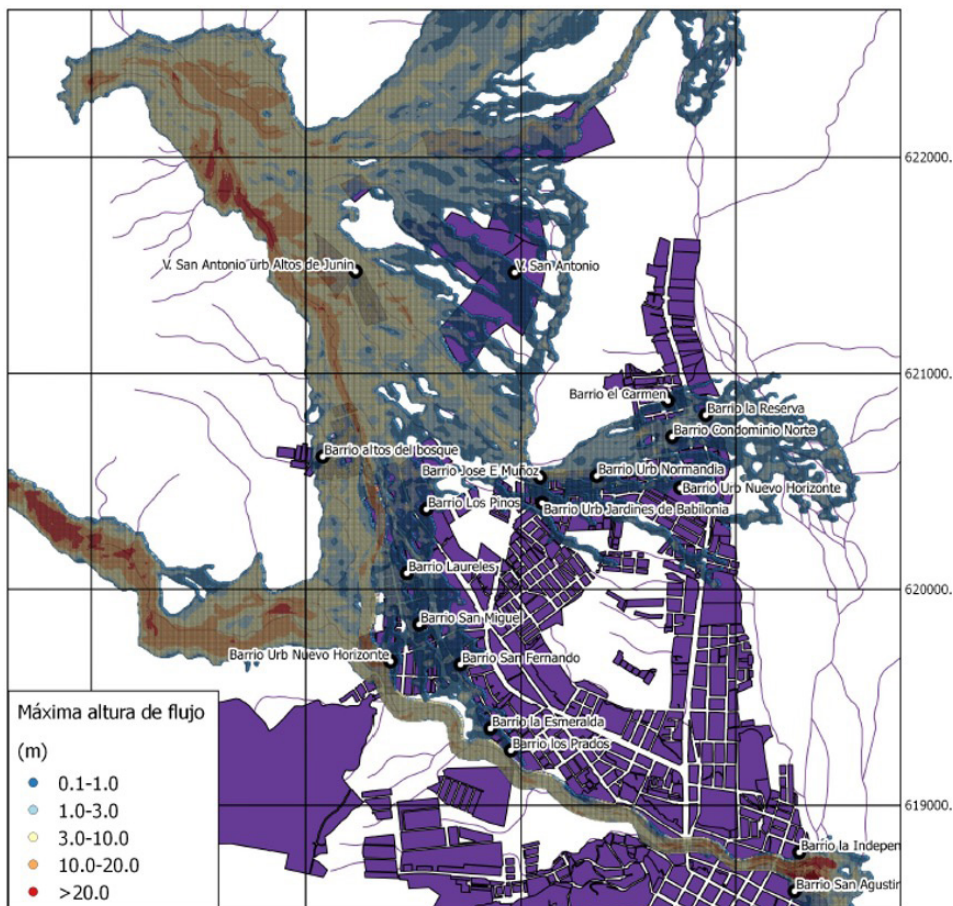 622000.
V. San Antonio urb Altos de Junin
V. San Antonio
621000.
Barrio el Carmen
Barrio la Reserva
Barrio Condominio Norte
Barrio altos del bosque
Barrio Jose E Muñoz
Barrio Urb Normandia
Barrio Urb Nuevo Horizonte
Barrio Los Pinos
Barrio Urb Jardines de Babilonia
Barrio Laureles
620000.
Barrio San Miguel
Barrio Urb Nuevo Horizonte
Barrio San Fernando
Máxima altura de flujo
(m)
0.1-1.0
1.0-3.0
3.0-10.0
10.0-20.0
>20.0
Barrio la Esmeralda
Barrio los Prados
619000.
Barrio la Indepen
Barrio San Agustin